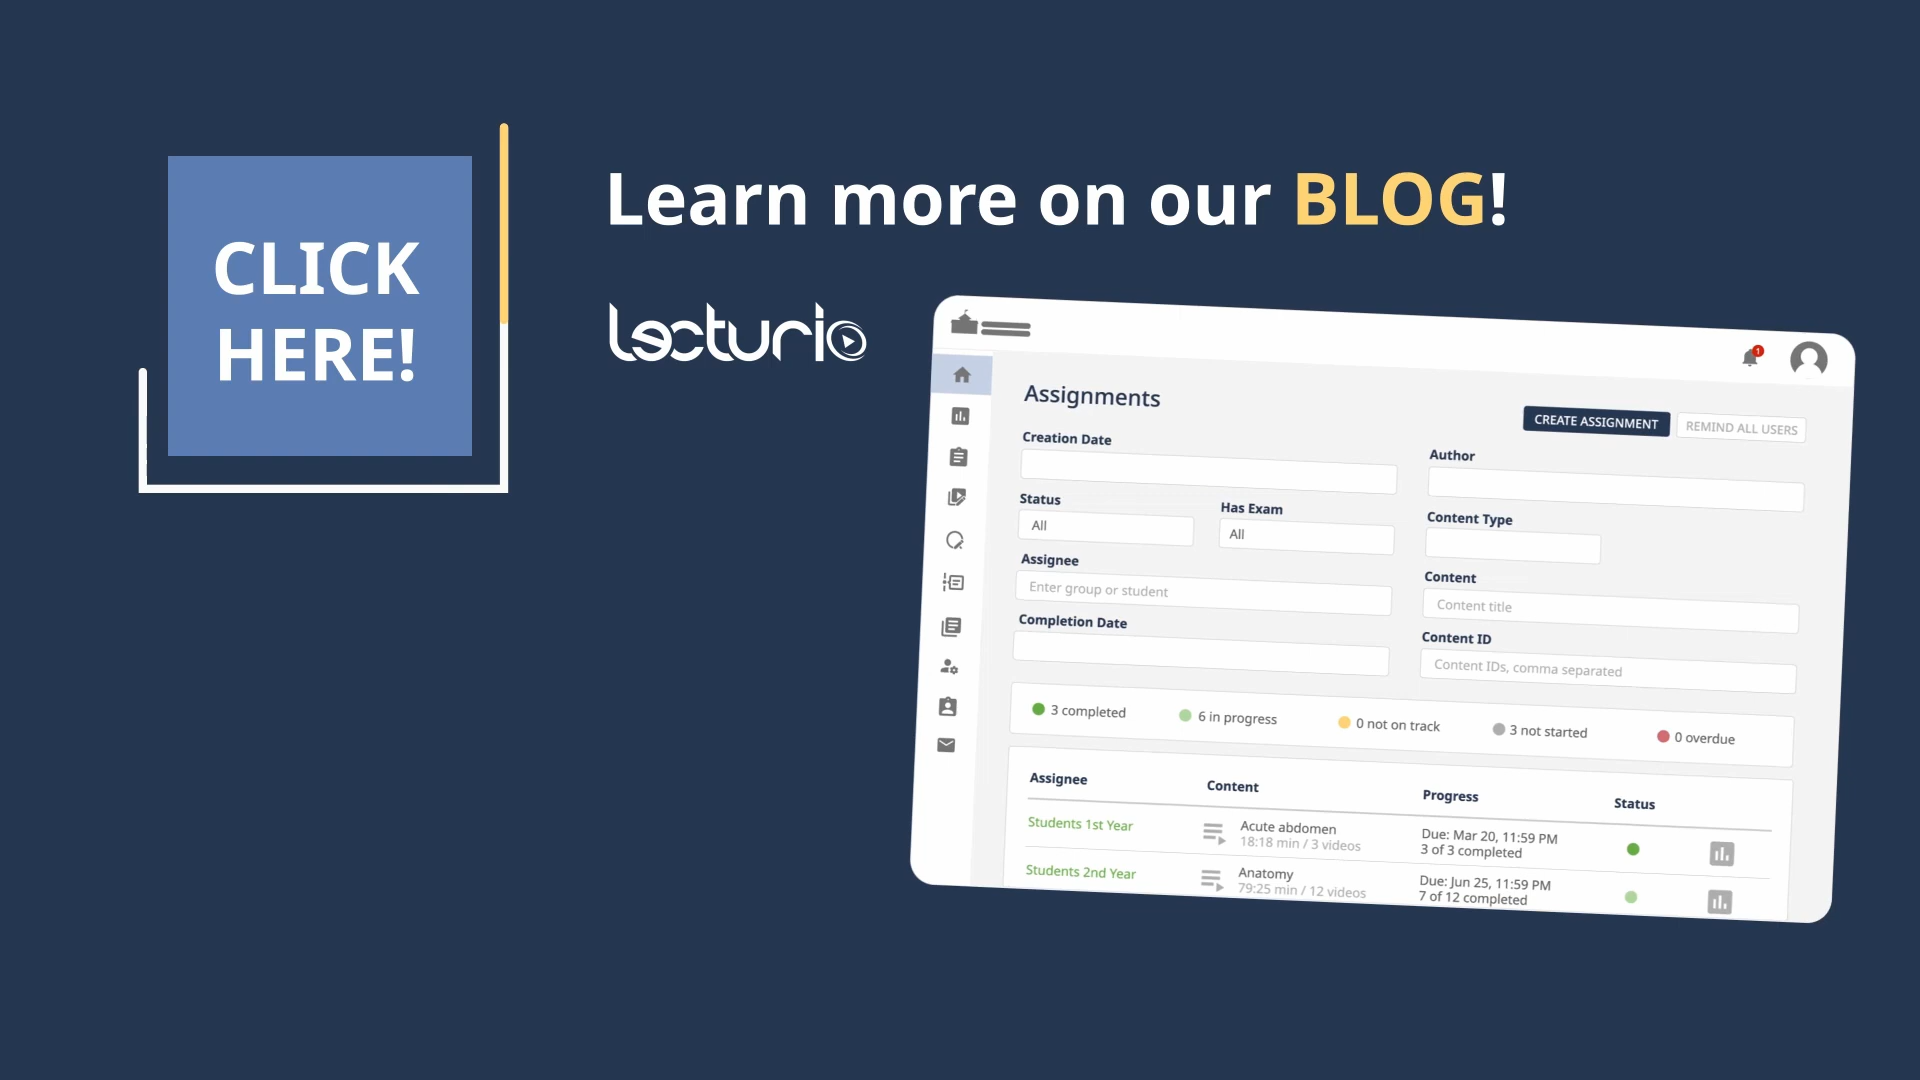 CLICK
HERE!
Learn more on our BLOG!
lecturio
1
Assignments
CREATE ASSIGNMENT
REMIND ALL USERS
Creation Date
Author
Status
Has Exam
Content Type
All
All
Assignee
Content
Enter group or student
Content title
Completion Date
Content ID
Content IDs, comma separated
3 completed
6 in progress
0 not on track
3 not started
0 overdue
Assignee
Content
Progress
Status
Students 1st Year
Acute abdomen
18:18 min / 3 videos
Due: Mar 20, 11:59 PM
3 of 3 completed
Students 2nd Year
Anatomy
79:25 min / 12 videos
Due: Jun 25, 11:59 PM
7 of 12 completed